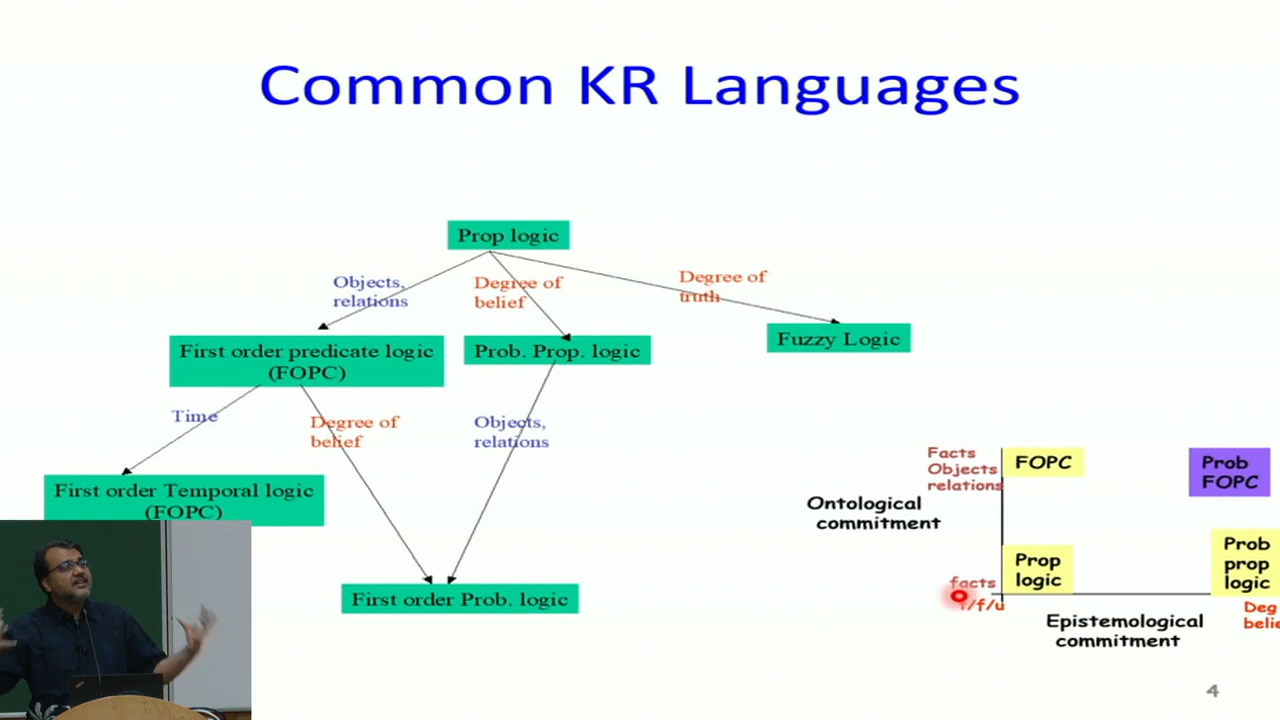 Common KR Languages
Prop logic
Objects,
relations
Degree of
belief
Degree of
truth
First order predicate logic
(FOPC)
Prob. Prop. logic
Fuzzy Logic
Time
Degree of
belief
Objects,
relations
First order Temporal logic
(FOPC)
First order Prob. logic
Facts
Objects
relations
FOPC
Prob
FOPC
Ontological
commitment
Prop
logic
Prob
prop
logic
facts
t/f/u
Epistemological
commitment
Deg
belie
4